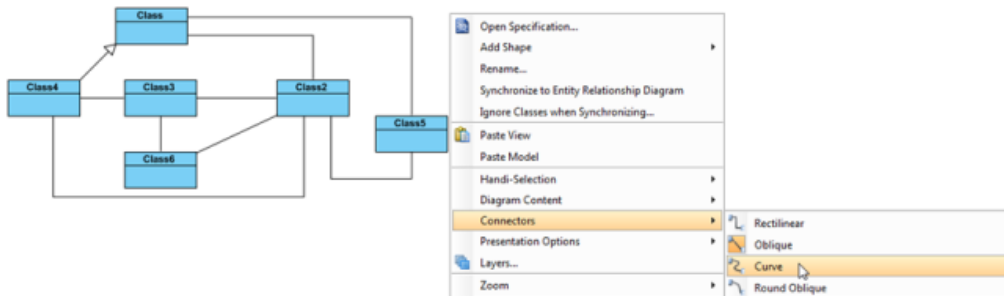 Class
Class4
Class3
Class2
Class5
Class6
Open Specification...
Add Shape
Rename...
Synchronize to Entity Relationship Diagram
Ignore Classes when Synchronizing...
Paste View
Paste Model
Handi-Selection
Diagram Content
Connectors
Presentation Options
Layers...
Zoom
Rectilinear
Oblique
Curve
Round Oblique